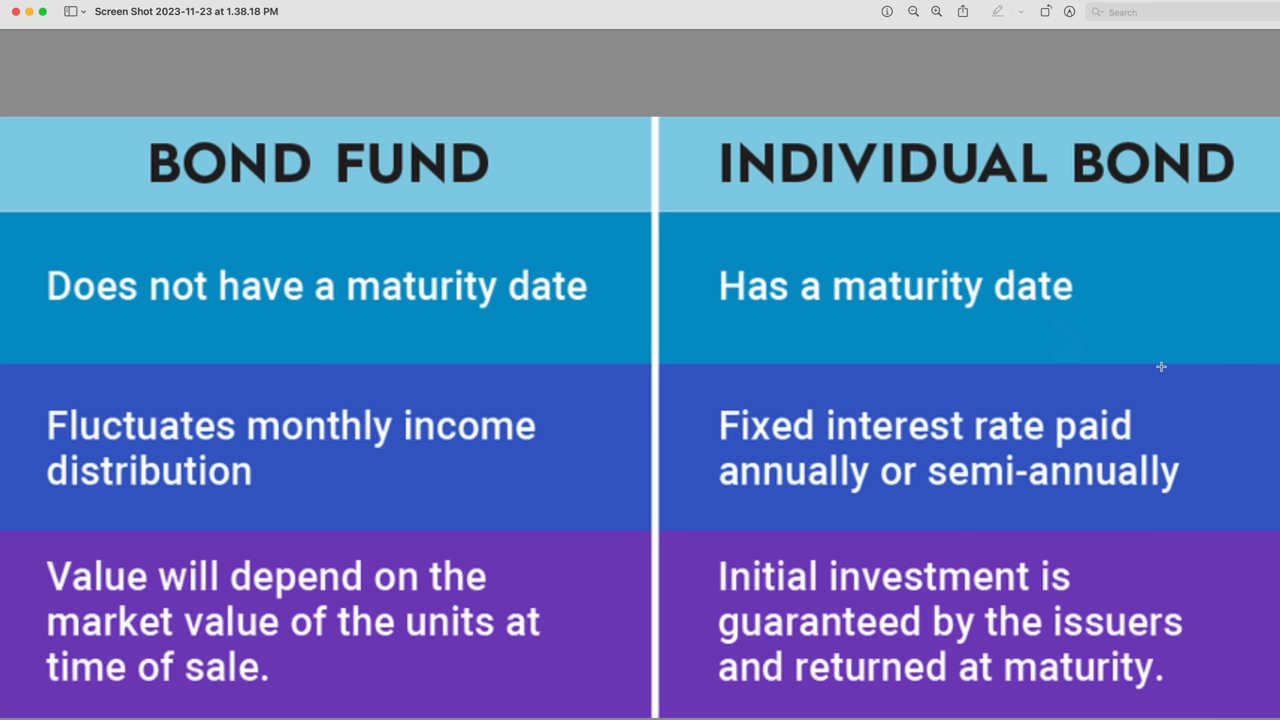 Screen Shot 2023-11-23 at 1.38.18 PM
Search
BOND FUND
INDIVIDUAL BOND
Does not have a maturity date
Has a maturity date
Fluctuates monthly income
distribution
Fixed interest rate paid
annually or semi-annually
Value will depend on the
market value of the units at
time of sale.
Initial investment is
guaranteed by the issuers
and returned at maturity.